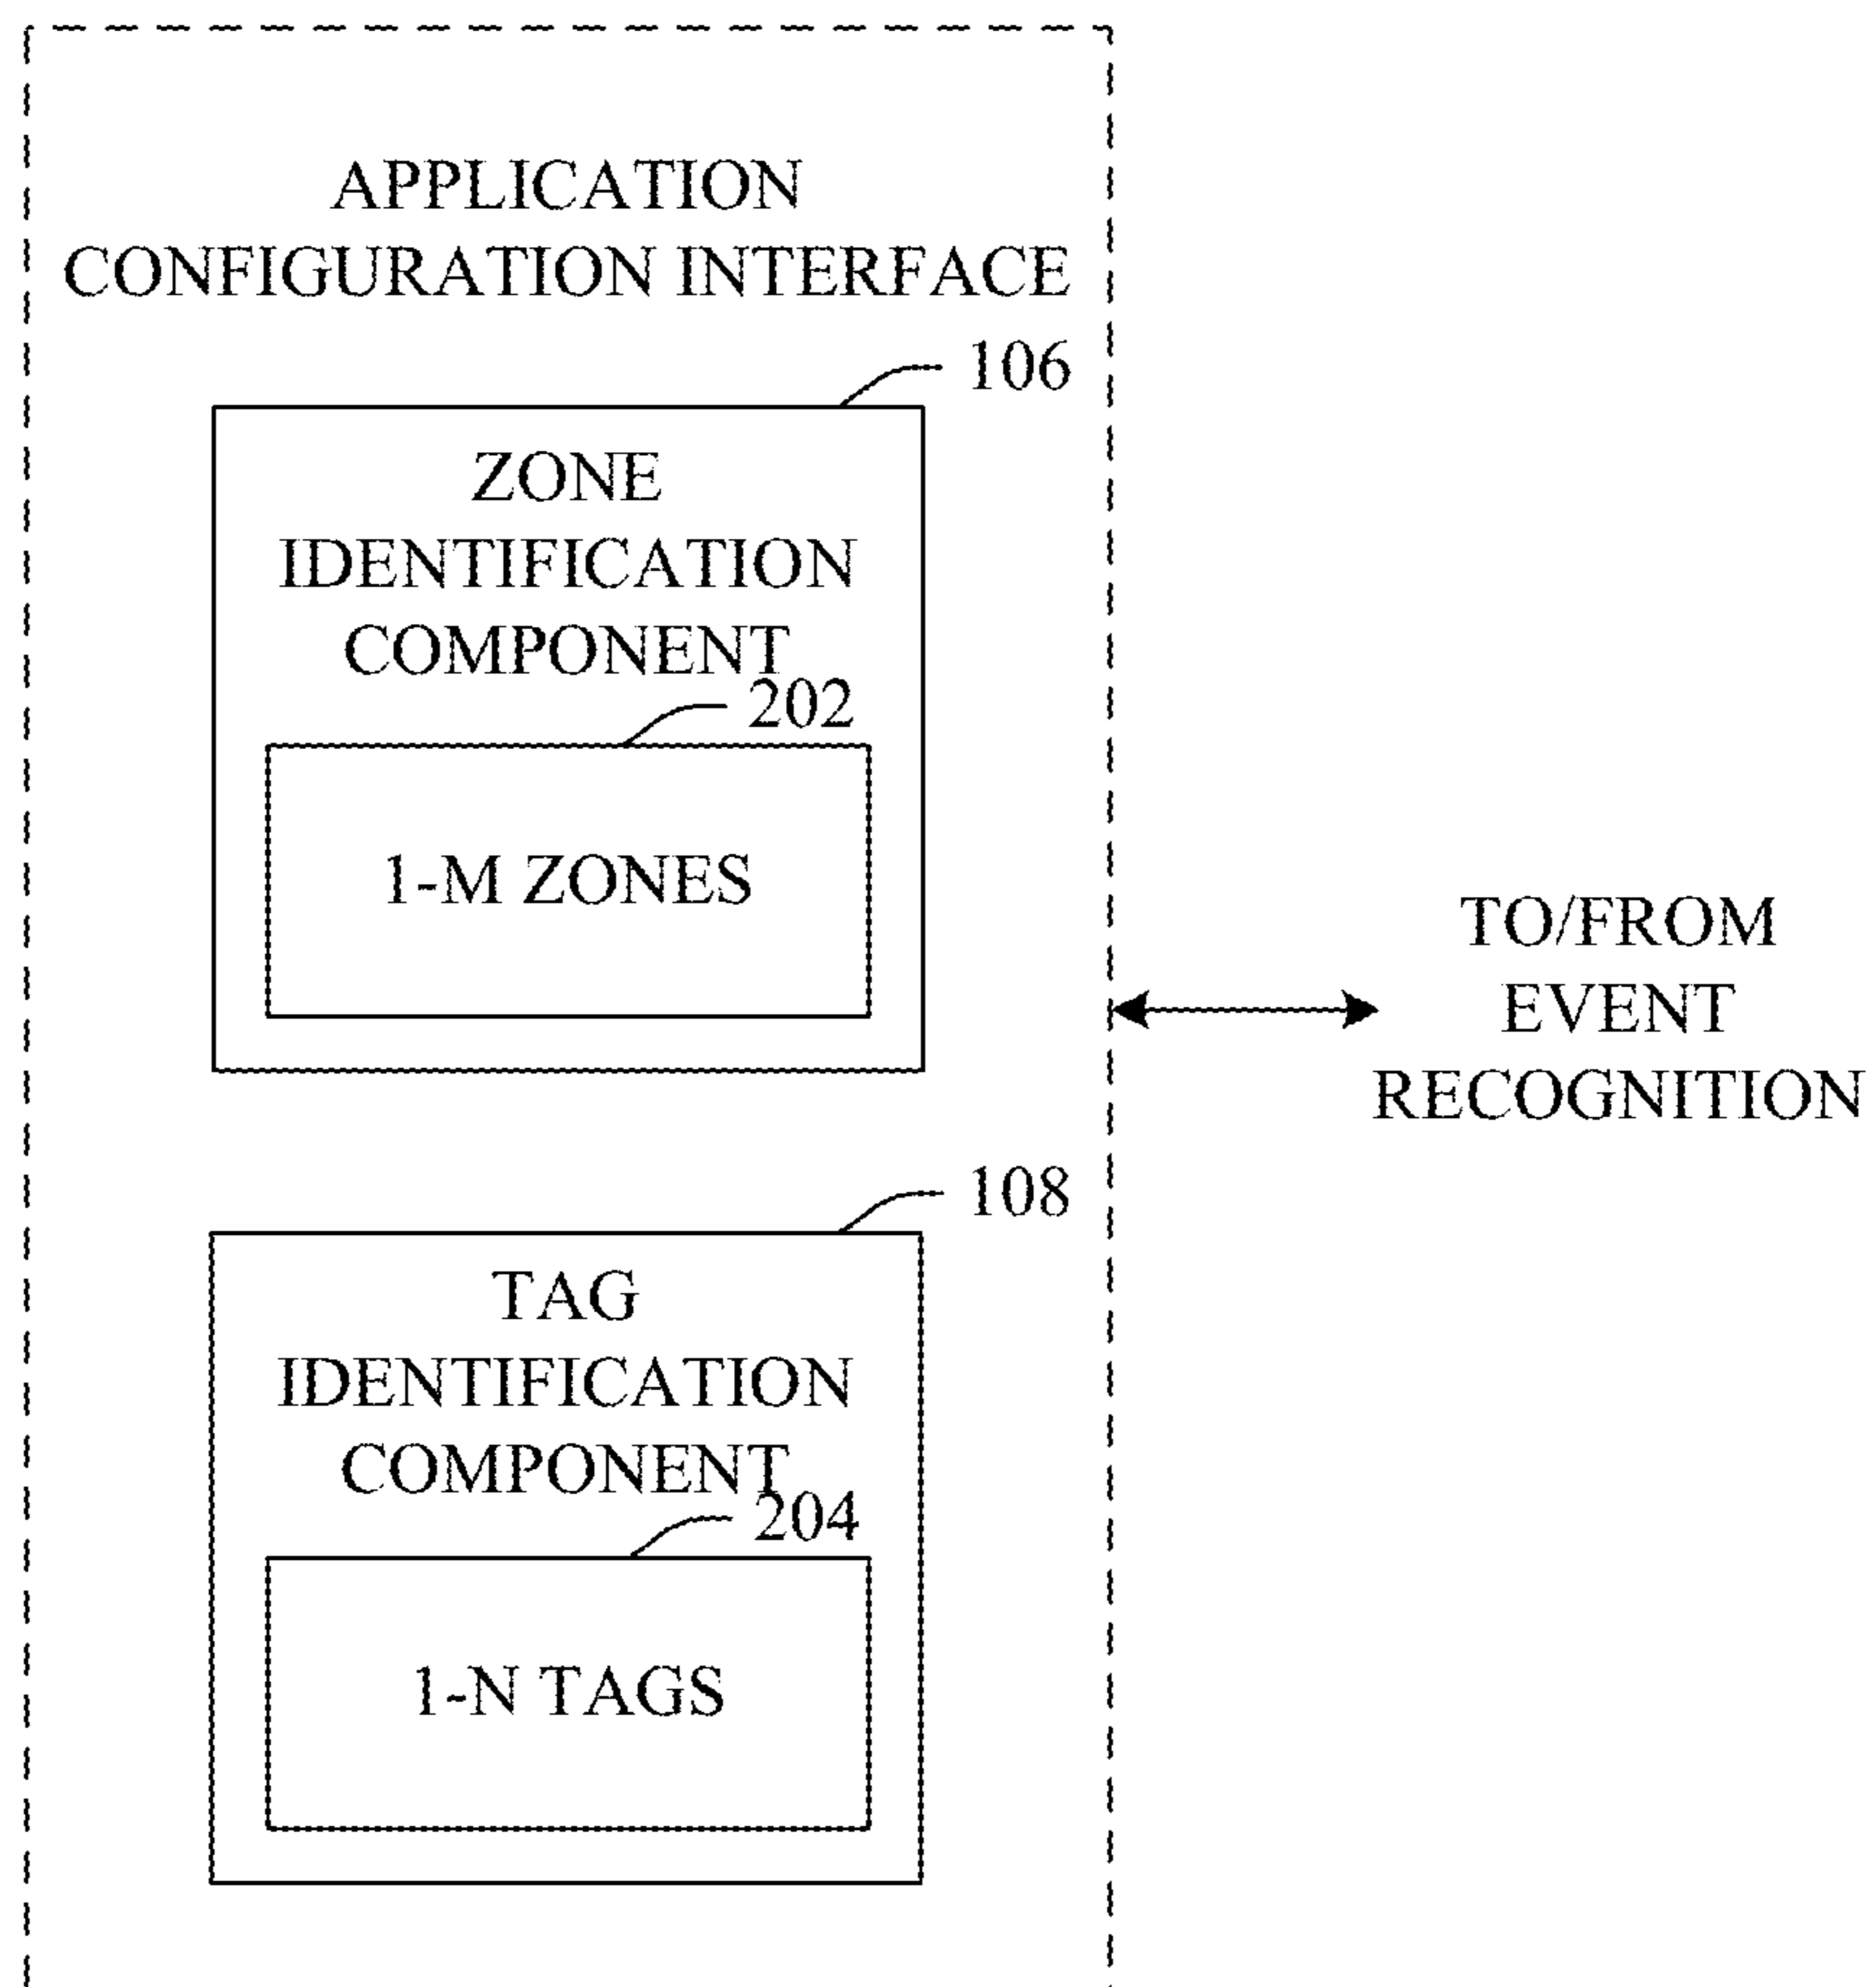 APPLICATION
CONFIGURATION INTERFACE
106
ZONE
IDENTIFICATION
COMPONENT
202
1-M ZONES
TO/FROM
EVENT
RECOGNITION
108
TAG
IDENTIFICATION
COMPONENT
204
1-N TAGS